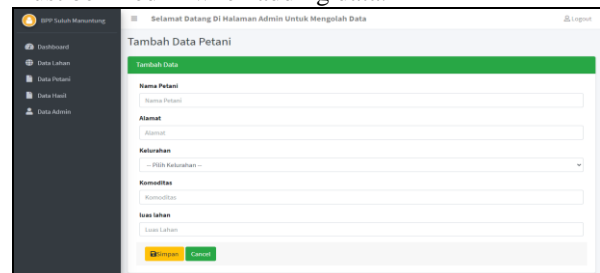 BPP Suluh Manuntung
Selamat Datang Di Halaman Admin Untuk Mengolah Data
Logout
Dashboard
Data Lahan
Data Petani
Data Hasil
Data Admin
Tambah Data Petani
Tambah Data
Nama Petani
Nama Petani
Alamat
Alamat
Kelurahan
-- Pilih Kelurahan --
Komoditas
Komoditas
luas lahan
Luas Lahan
Simpan
Cancel